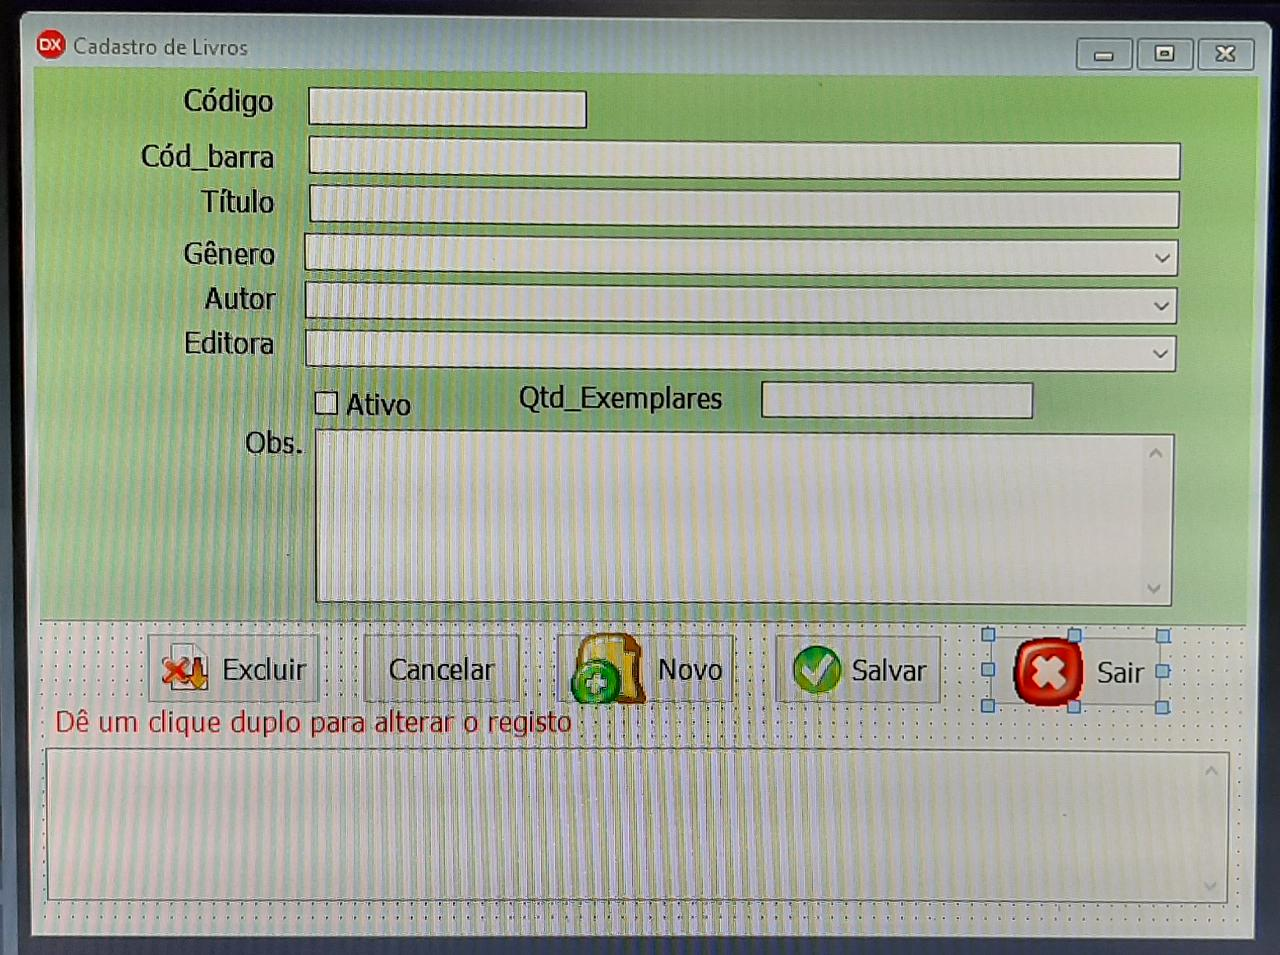 DX Cadastro de Livros
Código
Cód_barra
Título
Gênero
Autor
Editora
Ativo Qtd_Exemplares
Obs.
Excluir Cancelar Novo Salvar Sair
Dê um clique duplo para alterar o registo